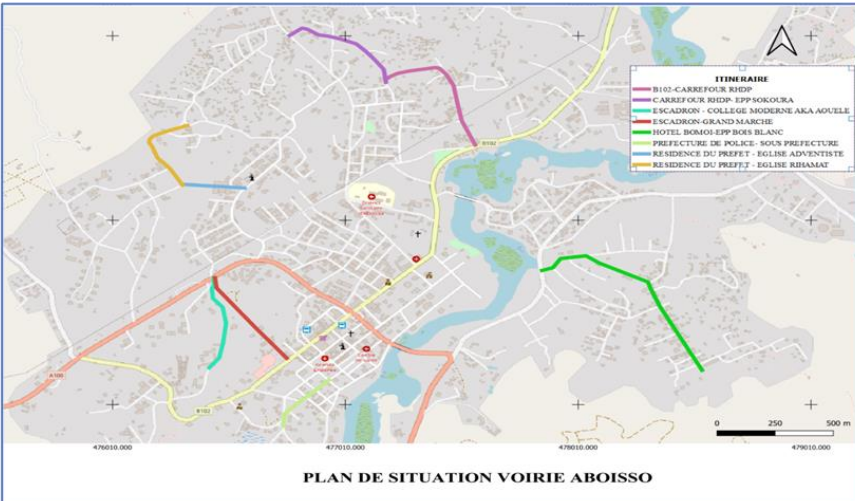 ITINERAIRE
B102-CARREFOUR RHDP
CARREFOUR RHDP- EPP SOKOURA
ESCADRON - COLLEGE MODERNE AKA AOUELE
ESCADRON-GRAND MARCHE
HOTEL BOMOI-EPP BOIS BLANC
PREFECTURE DE POLICE- SOUS PREFECTURE
RESIDENCE DU PREFET - EGLISE ADVENTISTE
RESIDENCE DU PREFET - EGLISE RIHAMAT
B102
A100
B102
0 250 500 m
476010.000 477010.000 478010.000 479010.000
PLAN DE SITUATION VOIRIE ABOISSO